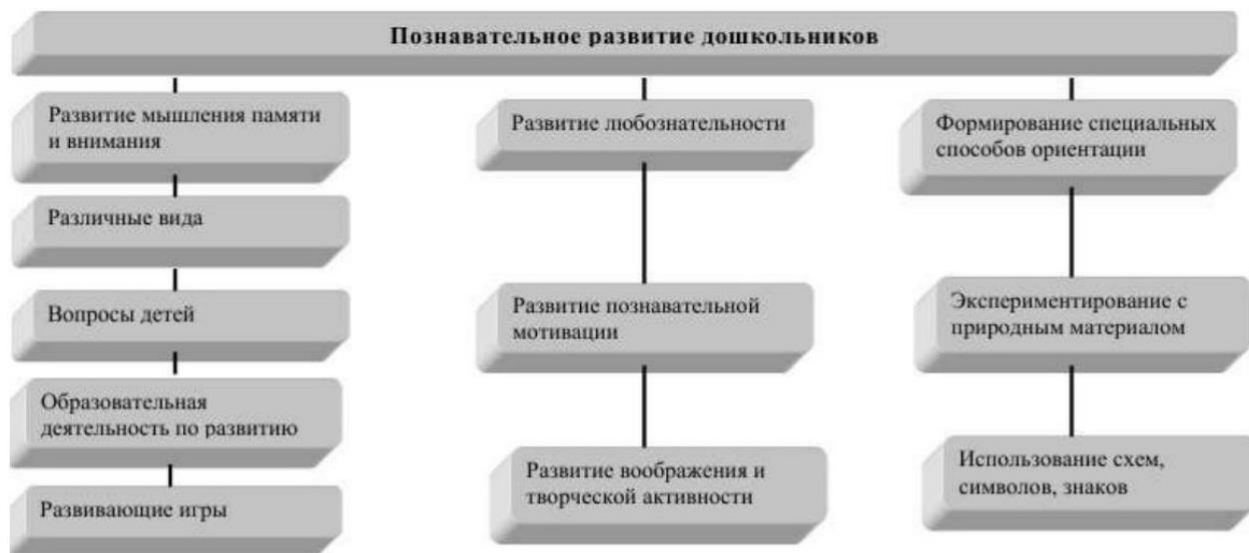 Познавательное развитие дошкольников
Развитие мышления памяти
и внимания
Различные вида
Вопросы детей
Образовательная
деятельность по развитию
Развивающие игры
Развитие любознательности
Развитие познавательной
мотивации
Развитие воображения и
творческой активности
Формирование специальных
способов ориентации
Экспериментирование с
природным материалом
Использование схем,
символов, знаков